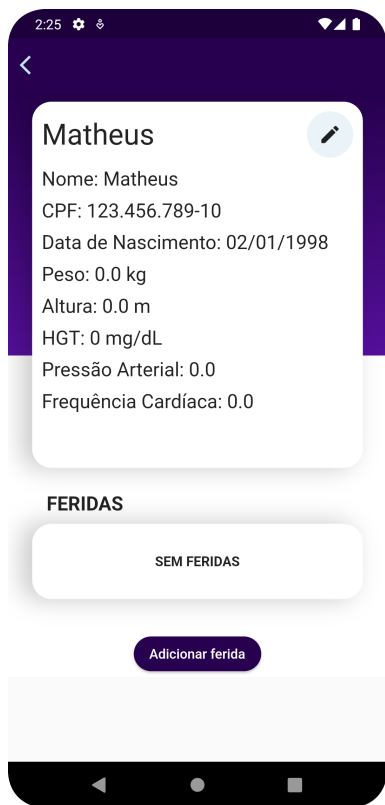 2:25
Matheus
Nome: Matheus
CPF: 123.456.789-10
Data de Nascimento: 02/01/1998
Peso: 0.0 kg
Altura: 0.0 m
HGT: 0 mg/dL
Pressão Arterial: 0.0
Frequência Cardíaca: 0.0
FERIDAS
SEM FERIDAS
Adicionar ferida